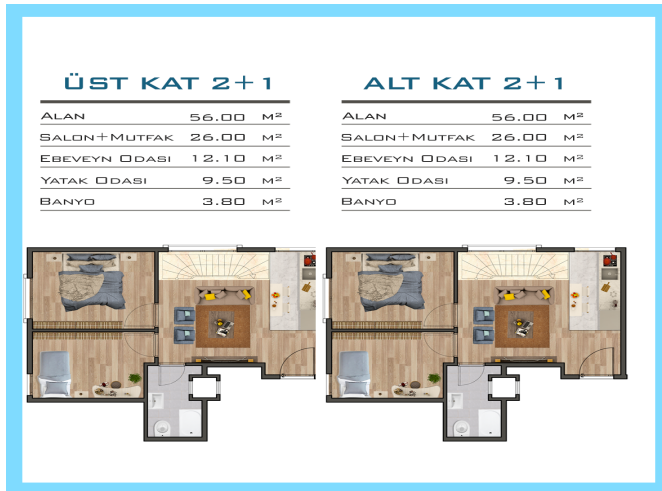 ÜST KAT 2+1
ALAN 56.00 M²
SALON+MUTFAK 26.00 M²
EBEVEYN ODASI 12.10 M²
YATAK ODASI 9.50 M²
BANYO 3.80 M²
ALT KAT 2+1
ALAN 56.00 M²
SALON+MUTFAK 26.00 M²
EBEVEYN ODASI 12.10 M²
YATAK ODASI 9.50 M²
BANYO 3.80 M²